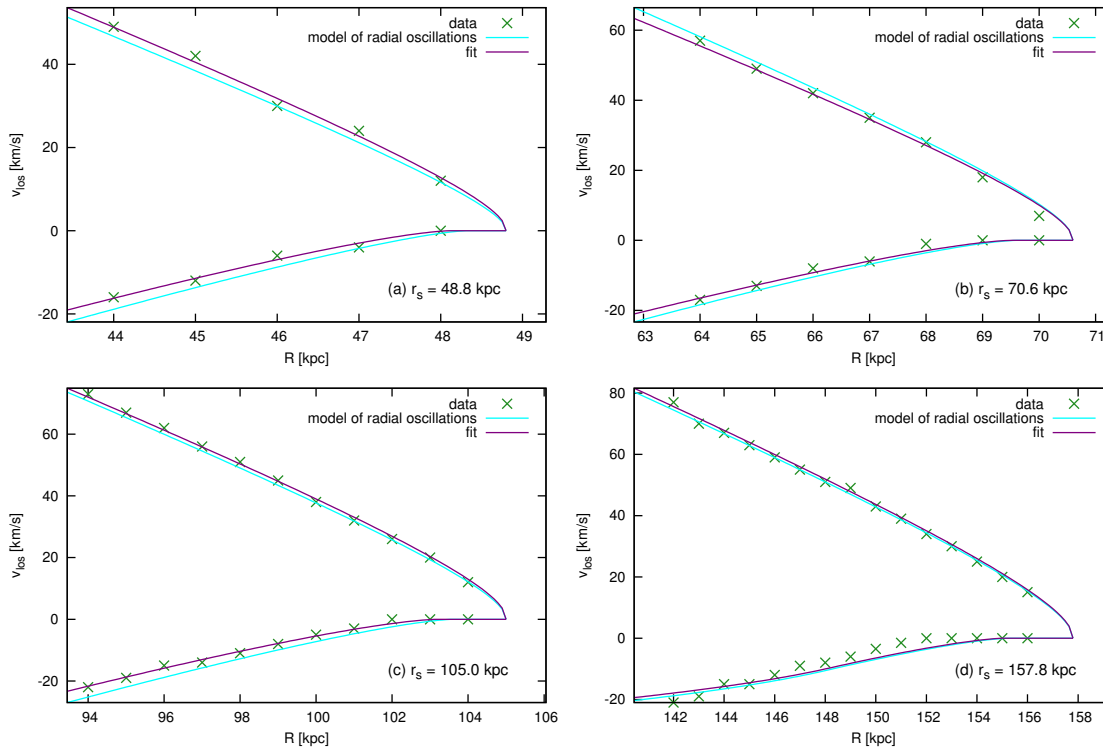 data
model of radial oscillations
fit
40
20
0
-20
v_los [km/s]
44 45 46 47 48 49
R [kpc]
(a) r_s = 48.8 kpc
data
model of radial oscillations
fit
60
40
20
0
-20
v_los [km/s]
63 64 65 66 67 68 69 70 71
R [kpc]
(b) r_s = 70.6 kpc
data
model of radial oscillations
fit
60
40
20
0
-20
v_los [km/s]
94 96 98 100 102 104 106
R [kpc]
(c) r_s = 105.0 kpc
data
model of radial oscillations
fit
80
60
40
20
0
-20
v_los [km/s]
142 144 146 148 150 152 154 156 158
R [kpc]
(d) r_s = 157.8 kpc